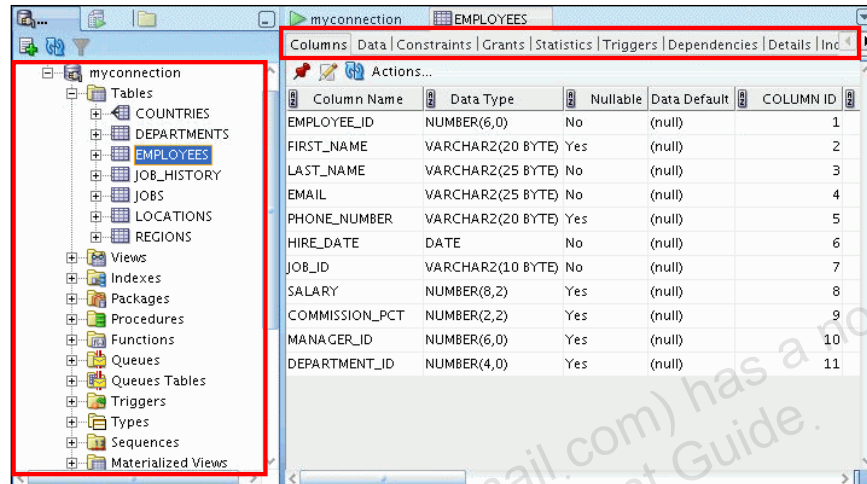 myconnection
Tables
COUNTRIES
DEPARTMENTS
EMPLOYEES
JOB_HISTORY
JOBS
LOCATIONS
REGIONS
Views
Indexes
Packages
Procedures
Functions
Queues
Queues Tables
Triggers
Types
Sequences
Materialized Views
myconnection EMPLOYEES
Columns Data Constraints Grants Statistics Triggers Dependencies Details
Actions...
Column Name Data Type Nullable Data Default COLUMN ID
EMPLOYEE_ID NUMBER(6,0) No (null) 1
FIRST_NAME VARCHAR2(20 BYTE) Yes (null) 2
LAST_NAME VARCHAR2(25 BYTE) No (null) 3
EMAIL VARCHAR2(25 BYTE) No (null) 4
PHONE_NUMBER VARCHAR2(20 BYTE) Yes (null) 5
HIRE_DATE DATE No (null) 6
JOB_ID VARCHAR2(10 BYTE) No (null) 7
SALARY NUMBER(8,2) Yes (null) 8
COMMISSION_PCT NUMBER(2,2) Yes (null) 9
MANAGER_ID NUMBER(6,0) Yes (null) 10
DEPARTMENT_ID NUMBER(4,0) Yes (null) 11
ail.com) has a
Guide.